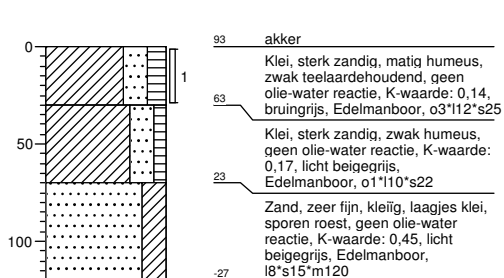 0
50
100
1
93 akker
Klei, sterk zandig, matig humeus,
zwak teelaardehoudend, geen
olie-water reactie, K-waarde: 0,14,
bruingrijs, Edelmanboor, o3*l12*s25
63
Klei, sterk zandig, zwak humeus,
geen olie-water reactie, K-waarde:
0,17, licht beigegrijs,
Edelmanboor, o1*l10*s22
23
Zand, zeer fijn, kleiïg, laagjes klei,
sporen roest, geen olie-water
reactie, K-waarde: 0,45, licht
beigegrijs, Edelmanboor,
l8*s15*m120
-27